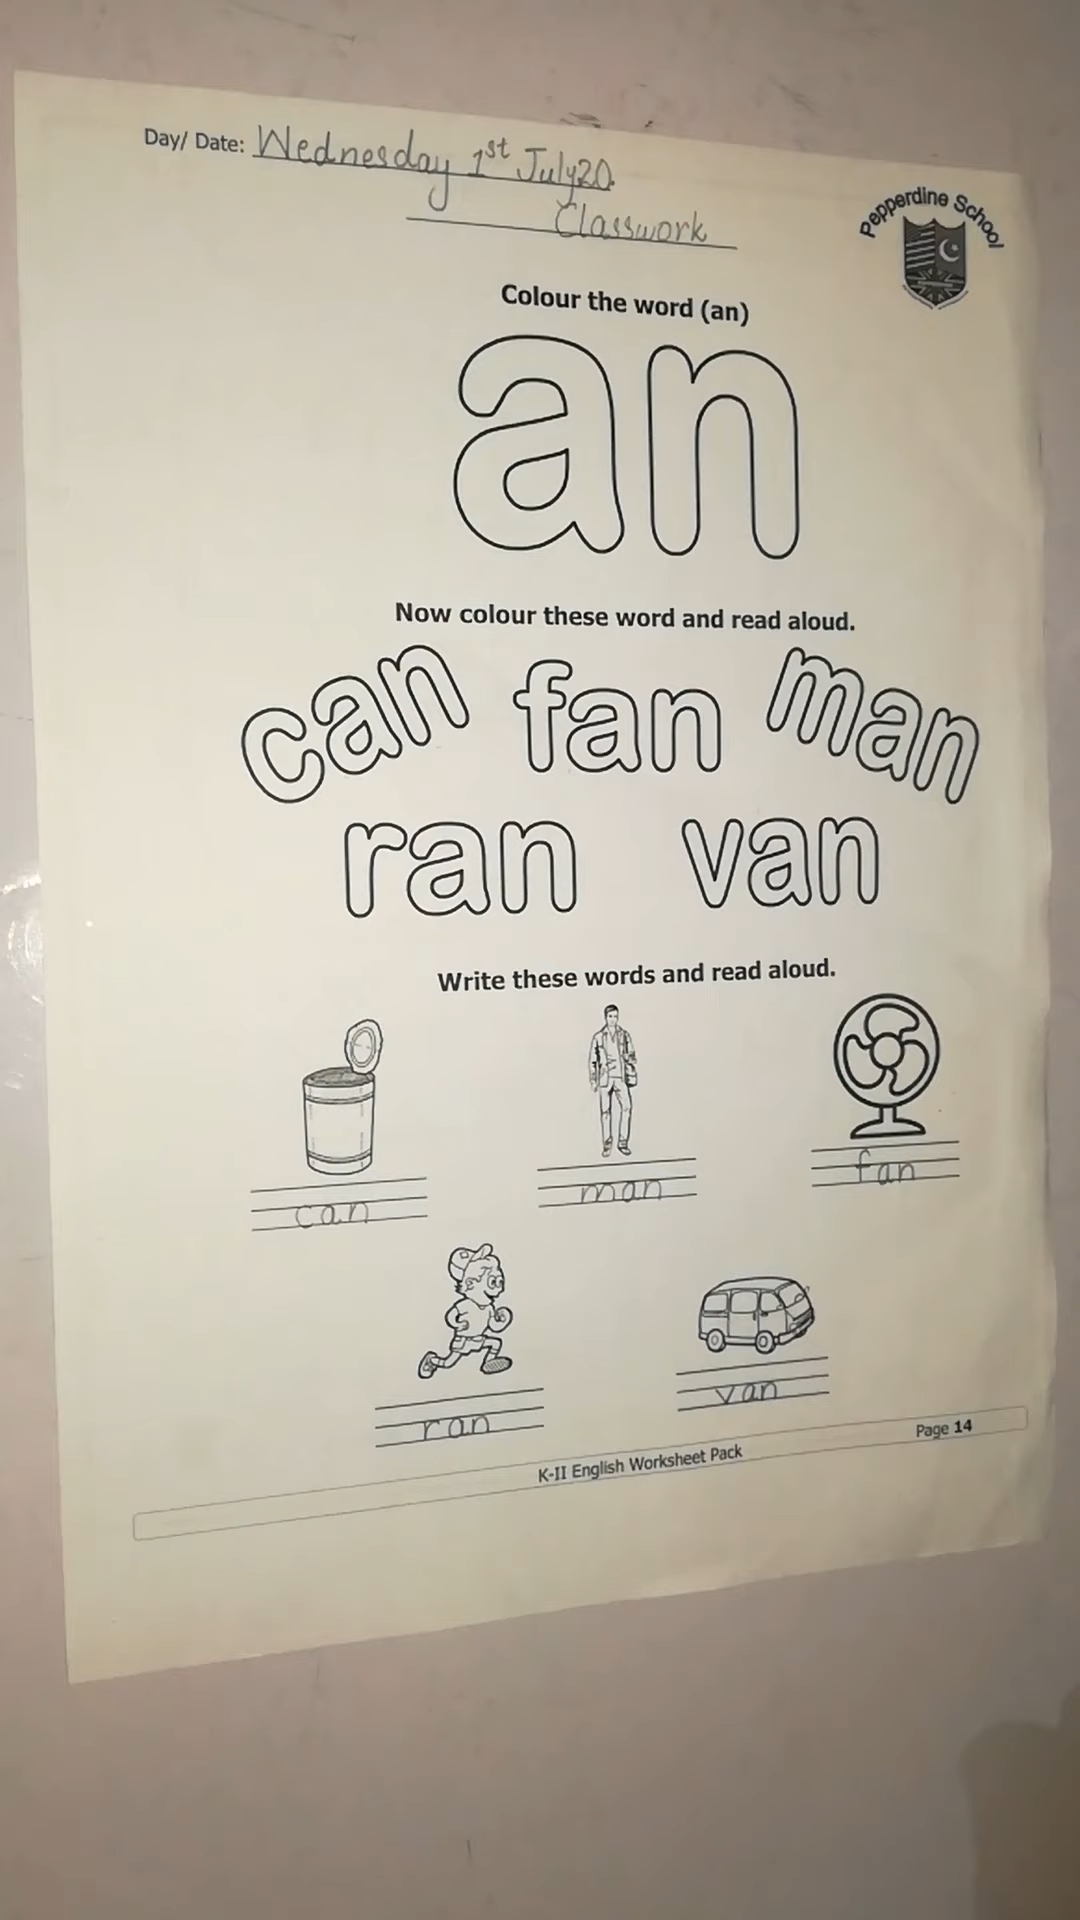 Day/ Date: Wednesday 1st July20.
Classwork
Pepperdine School
Colour the word (an)
an
Now colour these word and read aloud.
can fan man
ran van
Write these words and read aloud.
can man fan
ran van
Page 14
K-II English Worksheet Pack